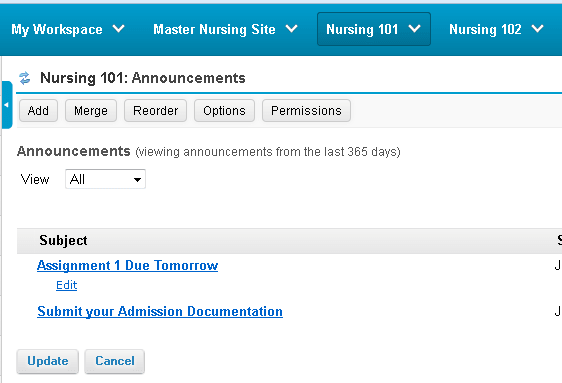 My Workspace Master Nursing Site Nursing 101 Nursing 102
Nursing 101: Announcements
Add Merge Reorder Options Permissions
Announcements (viewing announcements from the last 365 days)
View All
Subject
Assignment 1 Due Tomorrow
Edit
Submit your Admission Documentation
Update Cancel